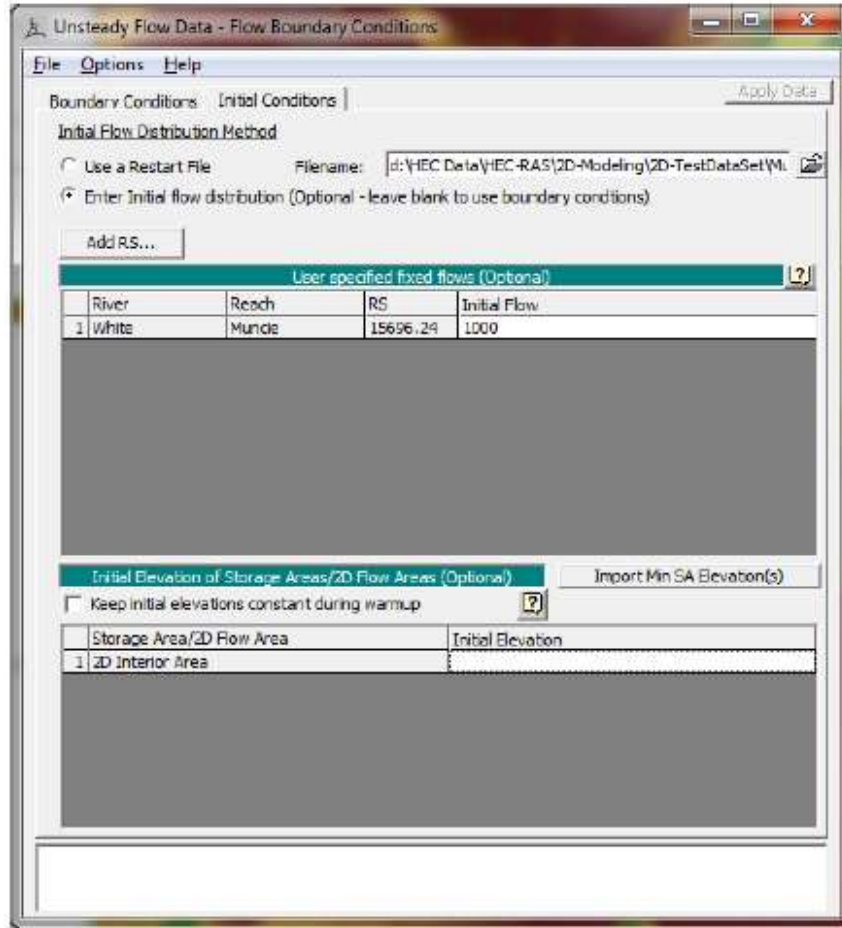 Unsteady Flow Data - Flow Boundary Conditions
File Options Help
Boundary Conditions Initial Conditions Apply Data
Initial Flow Distribution Method
Use a Restart File Filename: d:\HEC Data\HEC-RAS\2D-Modeling\2D-TestDataSet\Mu
Enter Initial flow distribution (Optional - leave blank to use boundary conditions)
Add RS...
User specified fixed flows (Optional) ?
River Reach RS Initial Flow
1 White Muncie 15696.24 1000
Initial Elevation of Storage Areas/2D Flow Areas (Optional) Import Min SA Elevation(s)
Keep initial elevations constant during warmup ?
Storage Area/2D Flow Area Initial Elevation
1 2D Interior Area